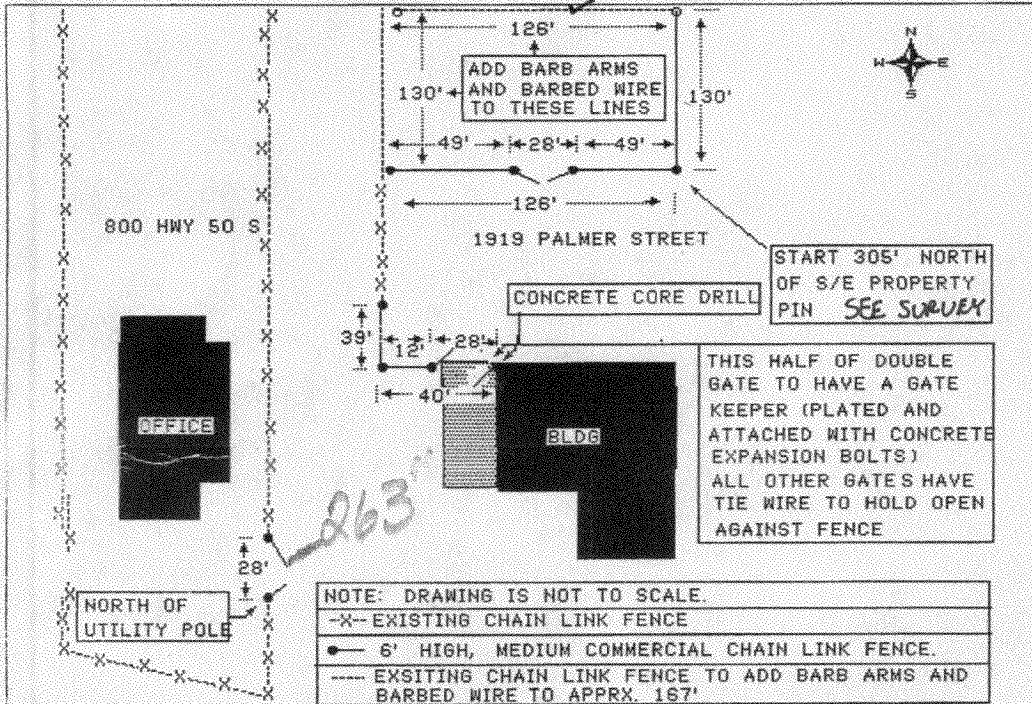 126'
N
W E
S
ADD BARB ARMS
AND BARBED WIRE
TO THESE LINES
130'
130'
49' 28' 49'
126'
800 HWY 50 S
1919 PALMER STREET
START 305' NORTH
OF S/E PROPERTY
PIN SEE SURVEY
CONCRETE CORE DRILL
39'
12' 28'
40'
THIS HALF OF DOUBLE
GATE TO HAVE A GATE
KEEPER (PLATED AND
ATTACHED WITH CONCRETE
EXPANSION BOLTS)
ALL OTHER GATES HAVE
TIE WIRE TO HOLD OPEN
AGAINST FENCE
OFFICE
BLDG
263
28'
NORTH OF
UTILITY POLE
NOTE: DRAWING IS NOT TO SCALE.
-X-- EXISTING CHAIN LINK FENCE
6' HIGH, MEDIUM COMMERCIAL CHAIN LINK FENCE.
---- EXSITING CHAIN LINK FENCE TO ADD BARB ARMS AND
BARBED WIRE TO APPRX. 167'